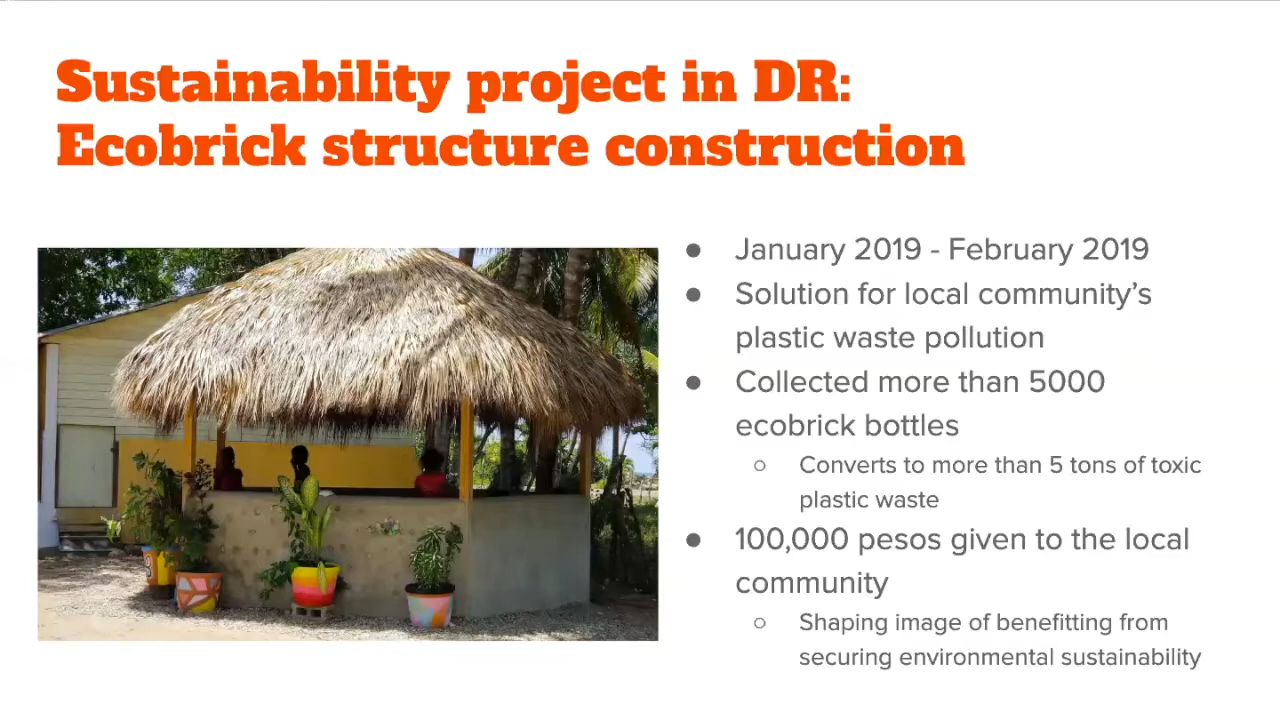 Sustainability project in DR:
Ecobrick structure construction
● January 2019 - February 2019
● Solution for local community's
plastic waste pollution
● Collected more than 5000
ecobrick bottles
○ Converts to more than 5 tons of toxic
plastic waste
● 100,000 pesos given to the local
community
○ Shaping image of benefitting from
securing environmental sustainability